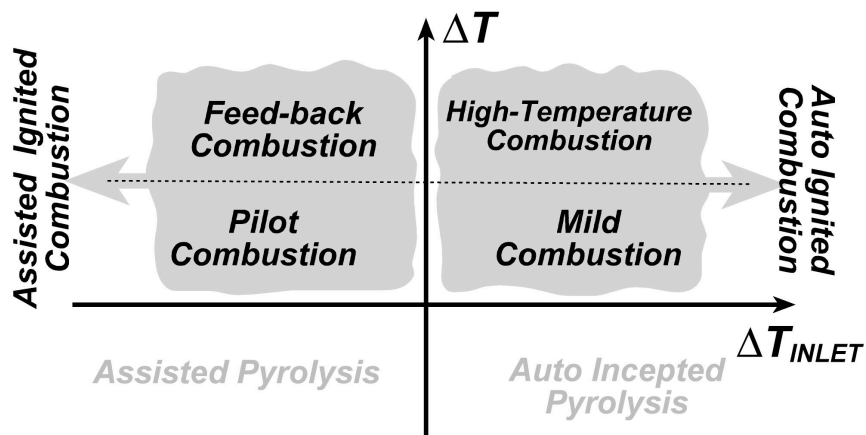 ΔT
Feed-back
Combustion
High-Temperature
Combustion
Assisted Ignited
Combustion
Auto Ignited
Combustion
Pilot
Combustion
Mild
Combustion
ΔT_INLET
Assisted Pyrolysis
Auto Incepted
Pyrolysis